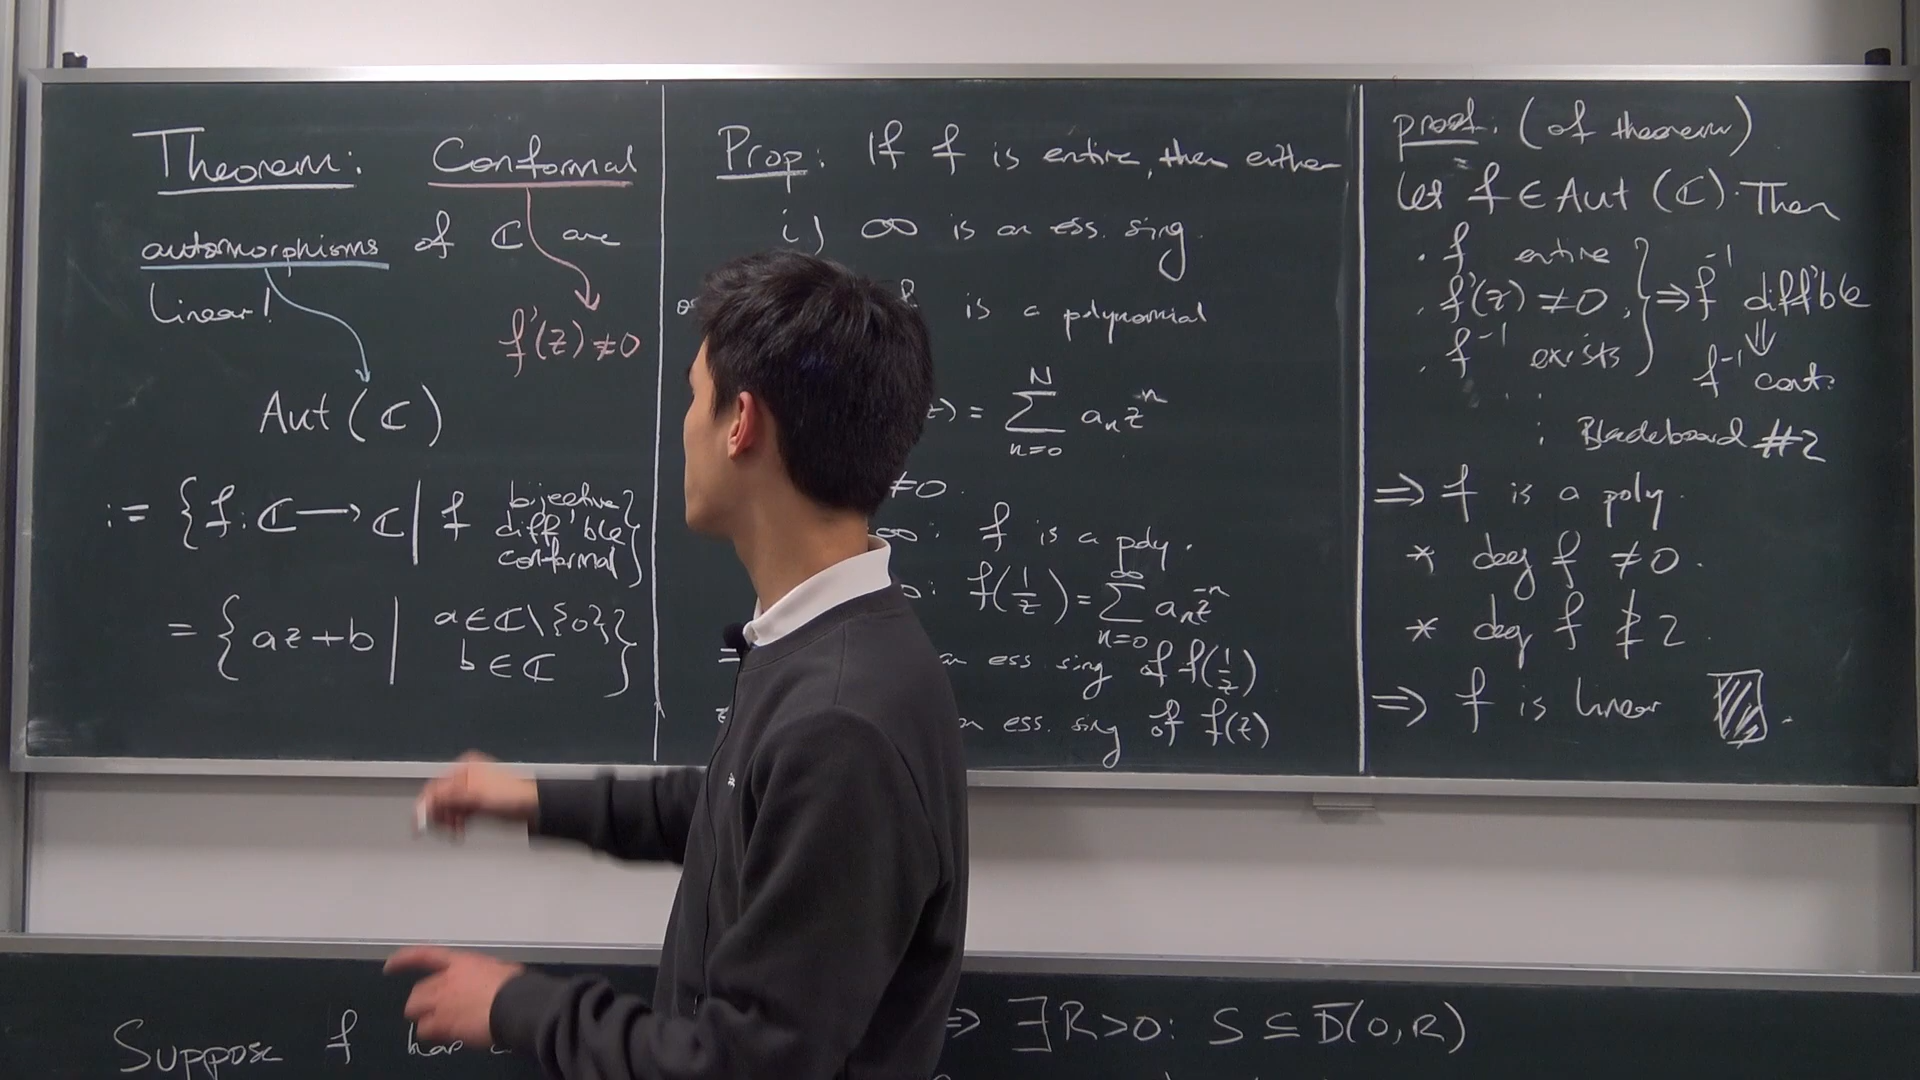 Theorem: Conformal
automorphisms of ℂ are
linear!
f'(z) ≠ 0
Aut (ℂ)
:= {f: ℂ → ℂ | f bijective
diff'ble
conformal}
= {az+b | a ∈ ℂ\{0}
b ∈ ℂ}
Prop: If f is entire, then either
i) ∞ is an ess. sing.
is a polynomial
) = ∑_{n=0}^{N} a_n z^n
≠0.
∞: f is a poly.
: f(1/z) = ∑_{n=0}^{∞} a_n z^{-n}
an ess. sing of f(1/z)
an ess. sing of f(z)
proof. (of theorem)
Let f ∈ Aut (ℂ). Then
. f entire
. f'(z) ≠ 0
. f^{-1} exists
} ⇒ f^{-1} diff'ble
⇓
f^{-1} cont.
: Blackboard #2
⇒ f is a poly.
* deg f ≠ 0.
* deg f ≱ 2.
⇒ f is linear
Suppose f has
⇒ ∃R>0: S ⊆ D̄(0,R)